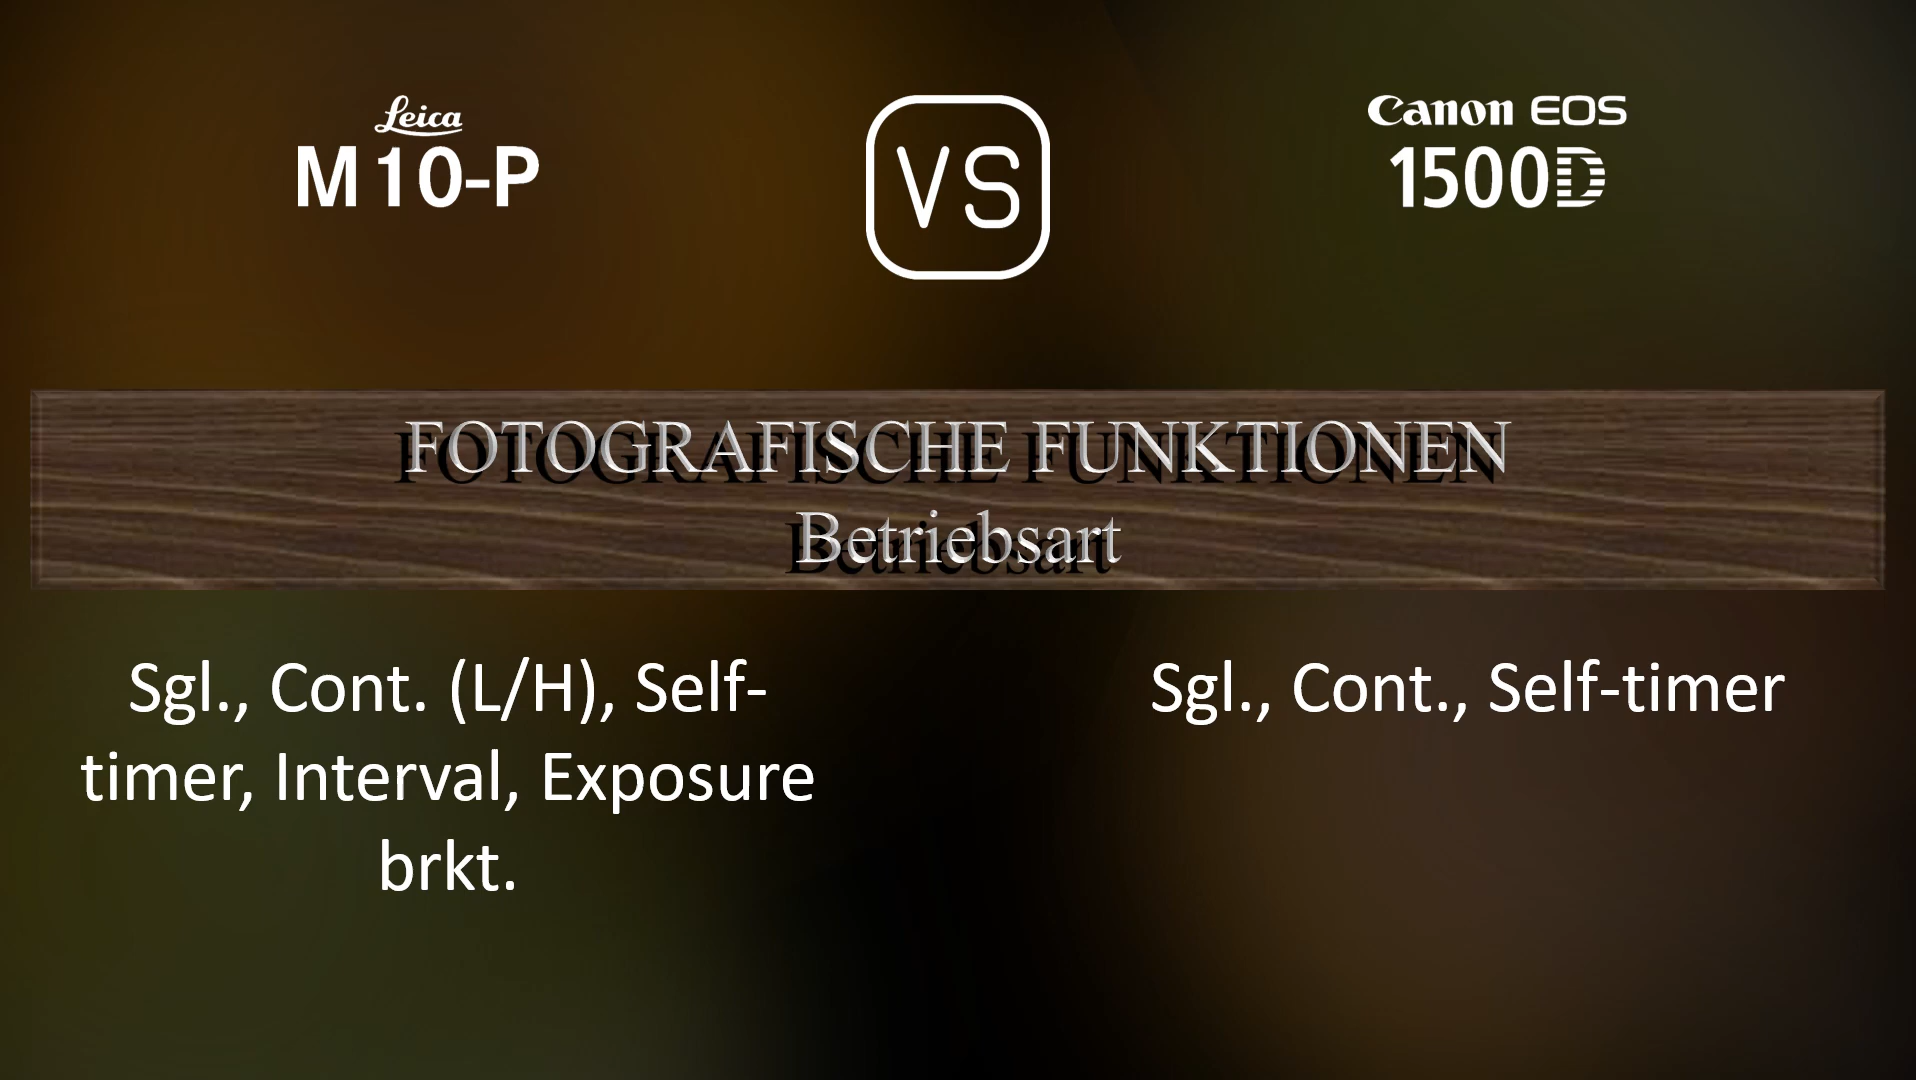 Leica
M10-P
VS
Canon EOS
1500D
FOTOGRAFISCHE FUNKTIONEN
Betriebsart
Sgl., Cont. (L/H), Self-
timer, Interval, Exposure
brkt.
Sgl., Cont., Self-timer